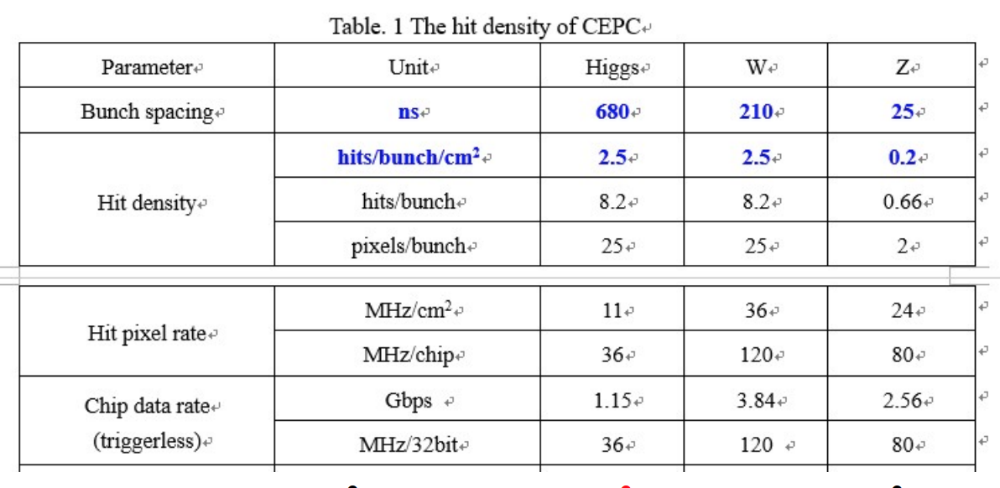 Table. 1 The hit density of CEPC
Parameter Unit Higgs W Z
Bunch spacing ns 680 210 25
Hit density hits/bunch/cm² 2.5 2.5 0.2
hits/bunch 8.2 8.2 0.66
pixels/bunch 25 25 2
Hit pixel rate MHz/cm² 11 36 24
MHz/chip 36 120 80
Chip data rate (triggerless) Gbps 1.15 3.84 2.56
MHz/32bit 36 120 80